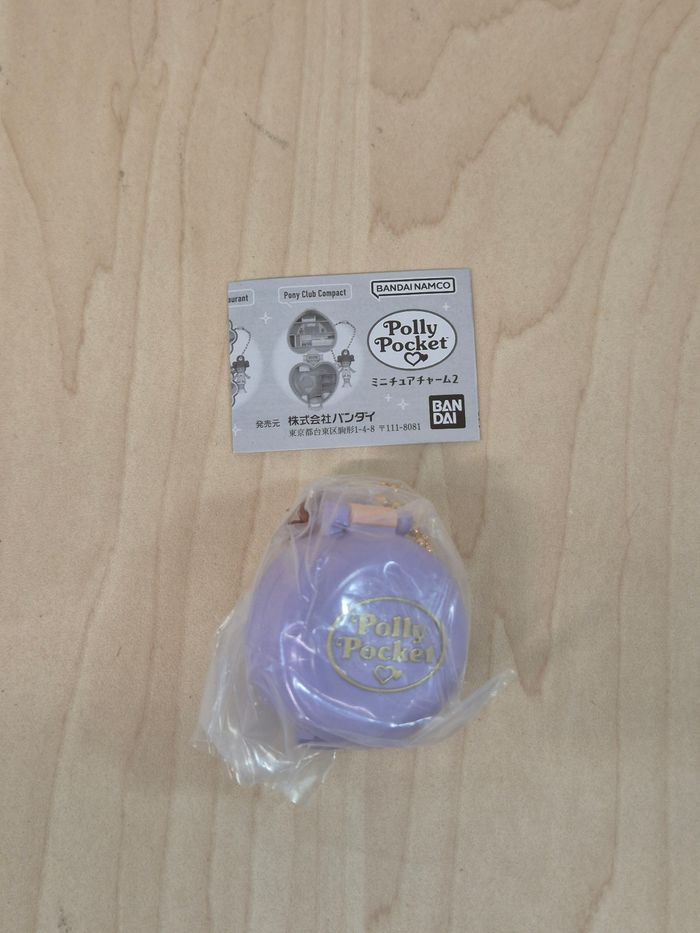 aurant
Pony Club Compact
BANDAI NAMCO
Polly
Pocket
ミニチュアチャーム2
発売元 株式会社バンダイ
東京都台東区駒形1-4-8 〒111-8081
BAN
DAI
Polly
Pocket